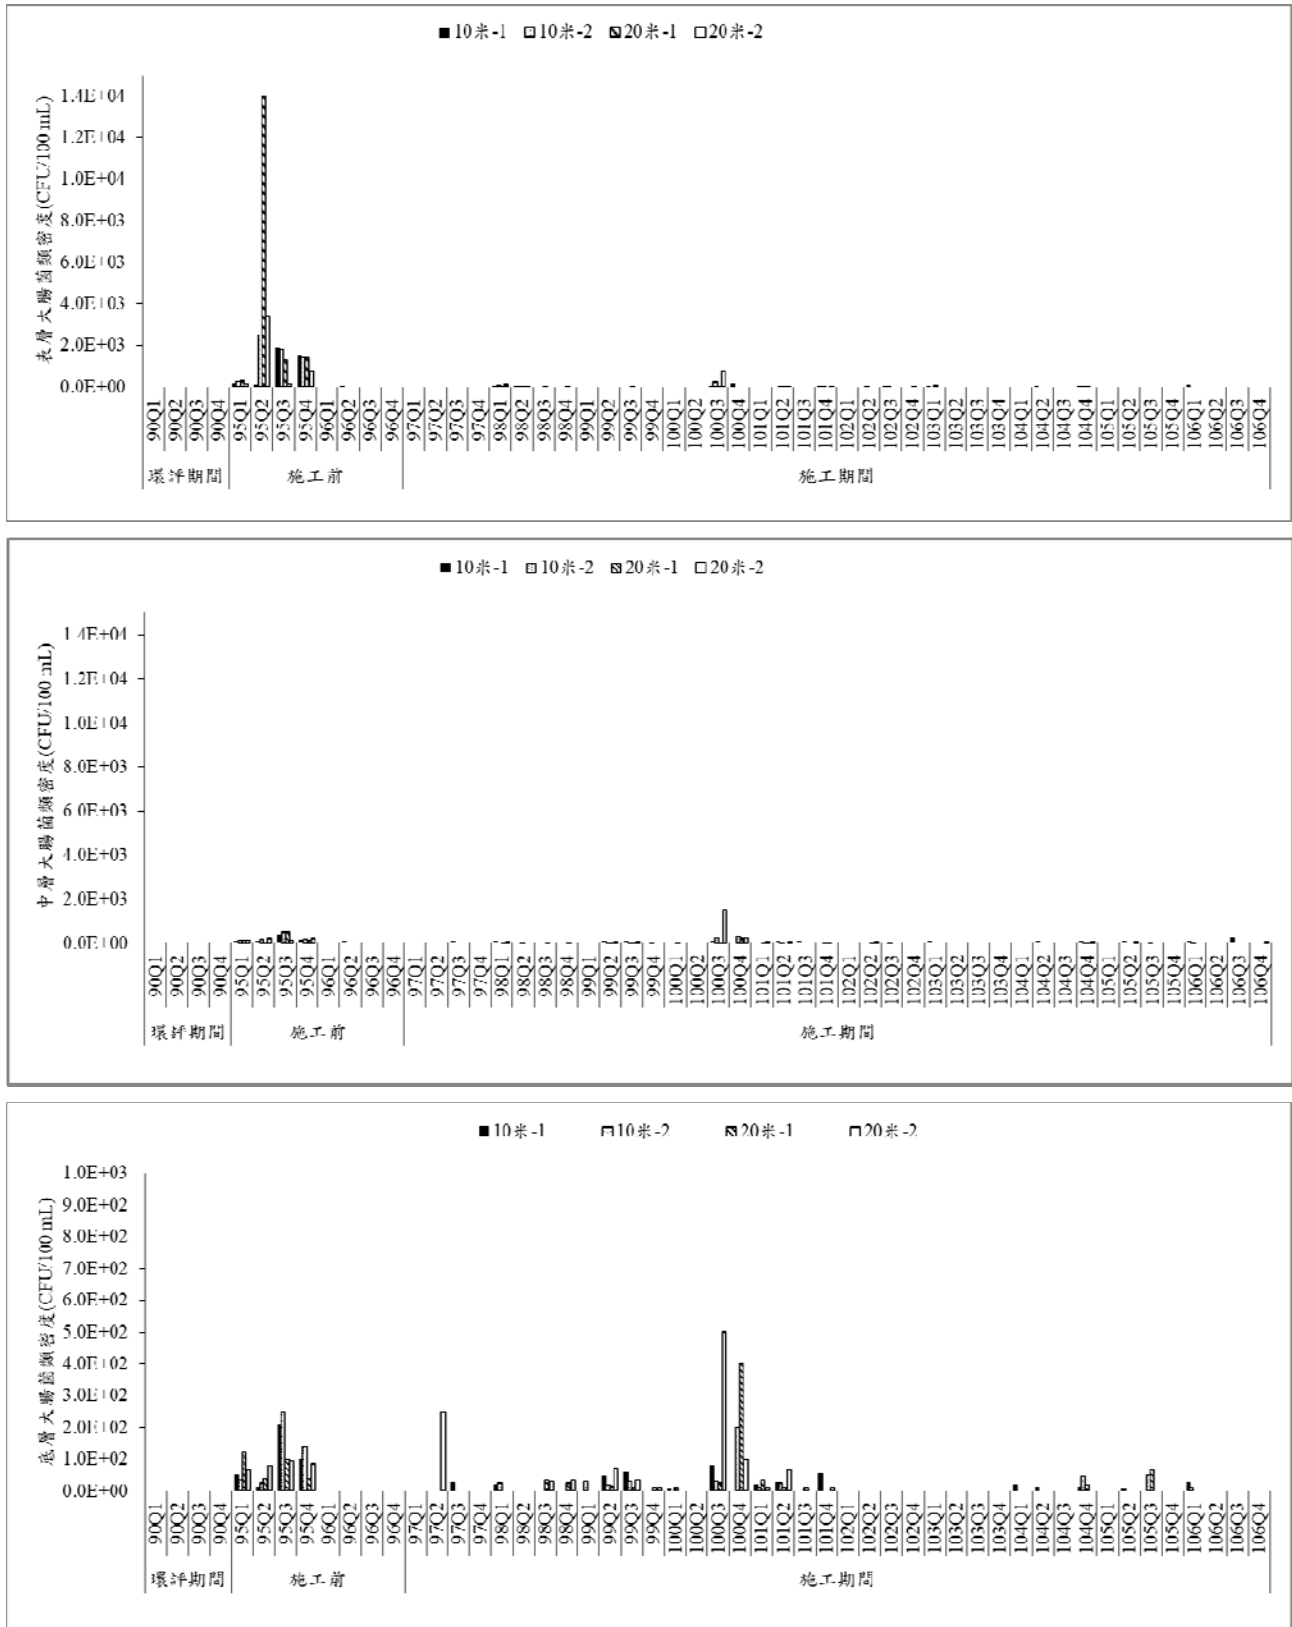 ■10米-1 □10米-2 ◩20米-1 □20米-2
表層大腸菌類密度(CFU/100 mL)
1.4E+04
1.2E+04
1.0E+04
8.0E+03
6.0E+03
4.0E+03
2.0E+03
0.0E+00
90Q1 90Q2 90Q3 90Q4 95Q1 95Q2 95Q3 95Q4 96Q1 96Q2 96Q3 96Q4 97Q1 97Q2 97Q3 97Q4 98Q1 98Q2 98Q3 98Q4 99Q1 99Q2 99Q3 99Q4 100Q1 100Q2 100Q3 100Q4 101Q1 101Q2 101Q3 101Q4 102Q1 102Q2 102Q3 102Q4 103Q1 103Q2 103Q3 103Q4 104Q1 104Q2 104Q3 104Q4 105Q1 105Q2 105Q3 105Q4 106Q1 106Q2 106Q3 106Q4
環評期間 施工前 施工期間
■10米-1 □10米-2 ◩20米-1 □20米-2
中層大腸菌類密度(CFU/100 mL)
1.4E+04
1.2E+04
1.0E+04
8.0E+03
6.0E+03
4.0E+03
2.0E+03
0.0E+00
90Q1 90Q2 90Q3 90Q4 95Q1 95Q2 95Q3 95Q4 96Q1 96Q2 96Q3 96Q4 97Q1 97Q2 97Q3 97Q4 98Q1 98Q2 98Q3 98Q4 99Q1 99Q2 99Q3 99Q4 100Q1 100Q2 100Q3 100Q4 101Q1 101Q2 101Q3 101Q4 102Q1 102Q2 102Q3 102Q4 103Q1 103Q2 103Q3 103Q4 104Q1 104Q2 104Q3 104Q4 105Q1 105Q2 105Q3 105Q4 106Q1 106Q2 106Q3 106Q4
環評期間 施工前 施工期間
■10米-1 □10米-2 ◩20米-1 □20米-2
底層大腸菌類密度(CFU/100 mL)
1.0E+03
9.0E+02
8.0E+02
7.0E+02
6.0E+02
5.0E+02
4.0E+02
3.0E+02
2.0E+02
1.0E+02
0.0E+00
90Q1 90Q2 90Q3 90Q4 95Q1 95Q2 95Q3 95Q4 96Q1 96Q2 96Q3 96Q4 97Q1 97Q2 97Q3 97Q4 98Q1 98Q2 98Q3 98Q4 99Q1 99Q2 99Q3 99Q4 100Q1 100Q2 100Q3 100Q4 101Q1 101Q2 101Q3 101Q4 102Q1 102Q2 102Q3 102Q4 103Q1 103Q2 103Q3 103Q4 104Q1 104Q2 104Q3 104Q4 105Q1 105Q2 105Q3 105Q4 106Q1 106Q2 106Q3 106Q4
環評期間 施工前 施工期間